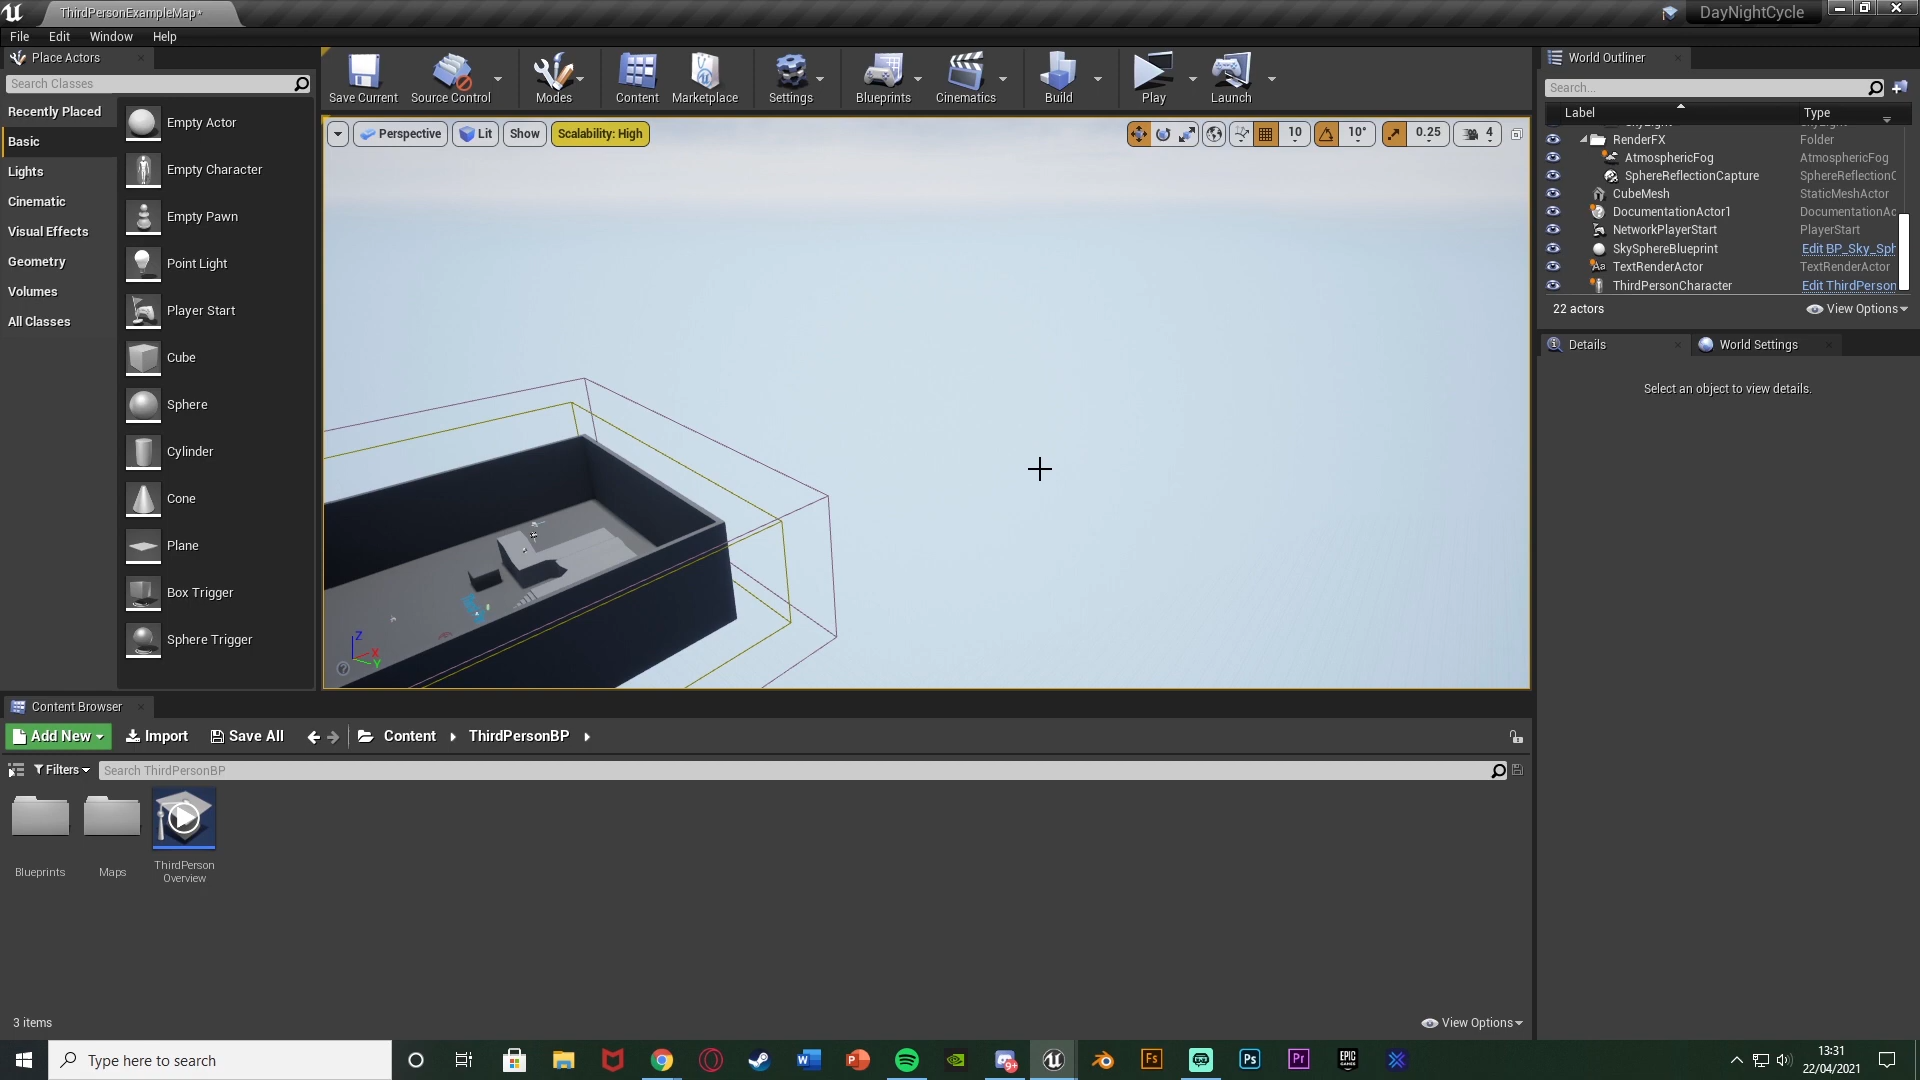 ThirdPersonExampleMap*
DayNightCycle
File Edit Window Help
Place Actors
Search Classes
Recently Placed
Basic
Lights
Cinematic
Visual Effects
Geometry
Volumes
All Classes
Empty Actor
Empty Character
Empty Pawn
Point Light
Player Start
Cube
Sphere
Cylinder
Cone
Plane
Box Trigger
Sphere Trigger
Save Current Source Control Modes Content Marketplace Settings Blueprints Cinematics Build Play Launch
Perspective Lit Show Scalability: High
10 10° 0.25 4
Z
X
Y
World Outliner
Search...
Label Type
RenderFX Folder
AtmosphericFog AtmosphericFog
SphereReflectionCapture SphereReflectionC
CubeMesh StaticMeshActor
DocumentationActor1 DocumentationAc
NetworkPlayerStart PlayerStart
SkySphereBlueprint Edit BP_Sky_Sph
TextRenderActor TextRenderActor
ThirdPersonCharacter Edit ThirdPerson
22 actors View Options
Details World Settings
Select an object to view details.
Content Browser
Add New Import Save All Content ThirdPersonBP
Filters Search ThirdPersonBP
Blueprints
Maps
ThirdPerson
Overview
3 items View Options
Type here to search
W P 9+ Fs Ps Pr EPIC GAMES
13:31
22/04/2021